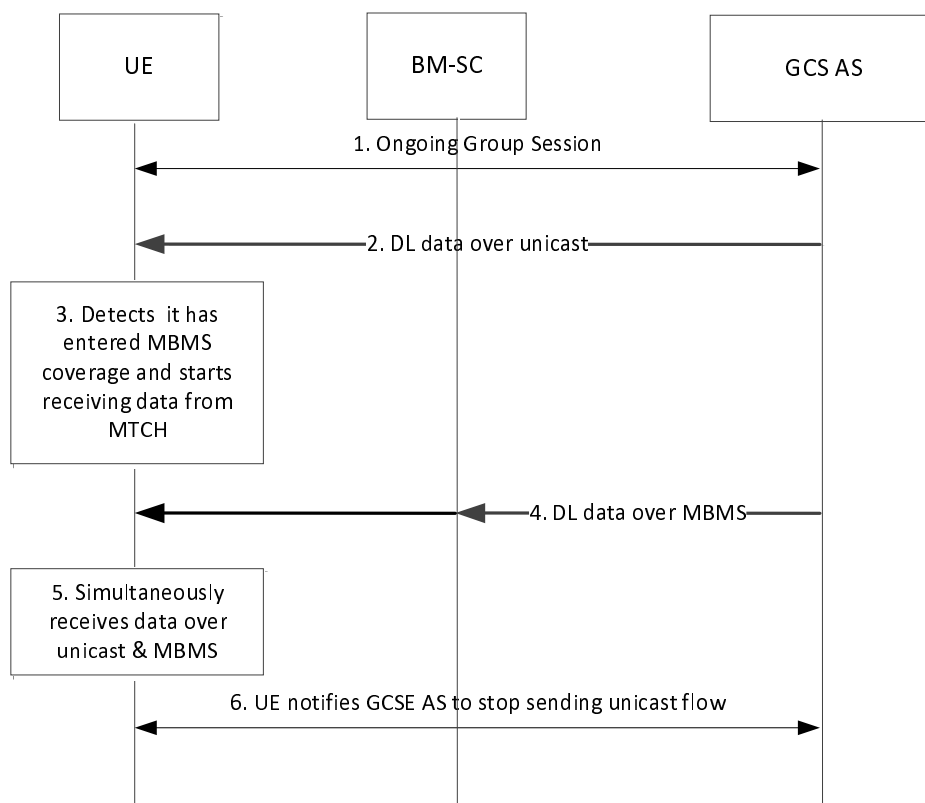 UE
BM-SC
GCS AS
1. Ongoing Group Session
2. DL data over unicast
3. Detects it has
entered MBMS
coverage and starts
receiving data from
MTCH
4. DL data over MBMS
5. Simultaneously
receives data over
unicast & MBMS
6. UE notifies GCSE AS to stop sending unicast flow